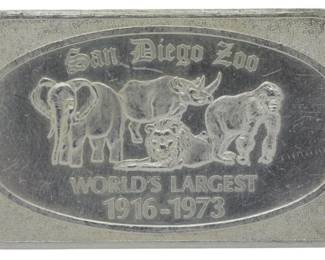 San Diego Zoo
WORLD'S LARGEST
1916-1973